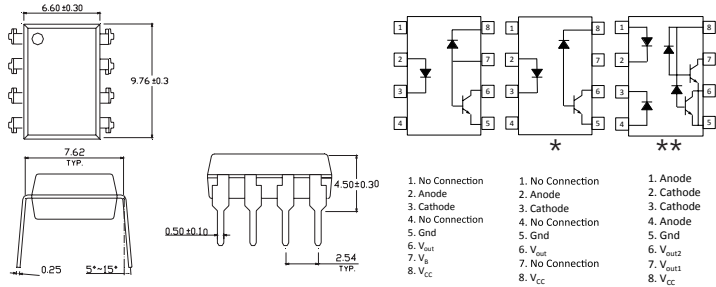 6.60±0.30
9.76±0.3
7.62
TYP.
0.25
5°~15°
4.50±0.30
0.50±0.10
2.54
TYP.
1
2
3
4
8
7
6
5
1
2
3
4
8
7
6
5
*
1
2
3
4
8
7
6
5
**
1. No Connection
2. Anode
3. Cathode
4. No Connection
5. Gnd
6. Vout
7. VB
8. VCC
1. No Connection
2. Anode
3. Cathode
4. No Connection
5. Gnd
6. Vout
7. No Connection
8. VCC
1. Anode
2. Cathode
3. Cathode
4. Anode
5. Gnd
6. Vout2
7. Vout1
8. VCC